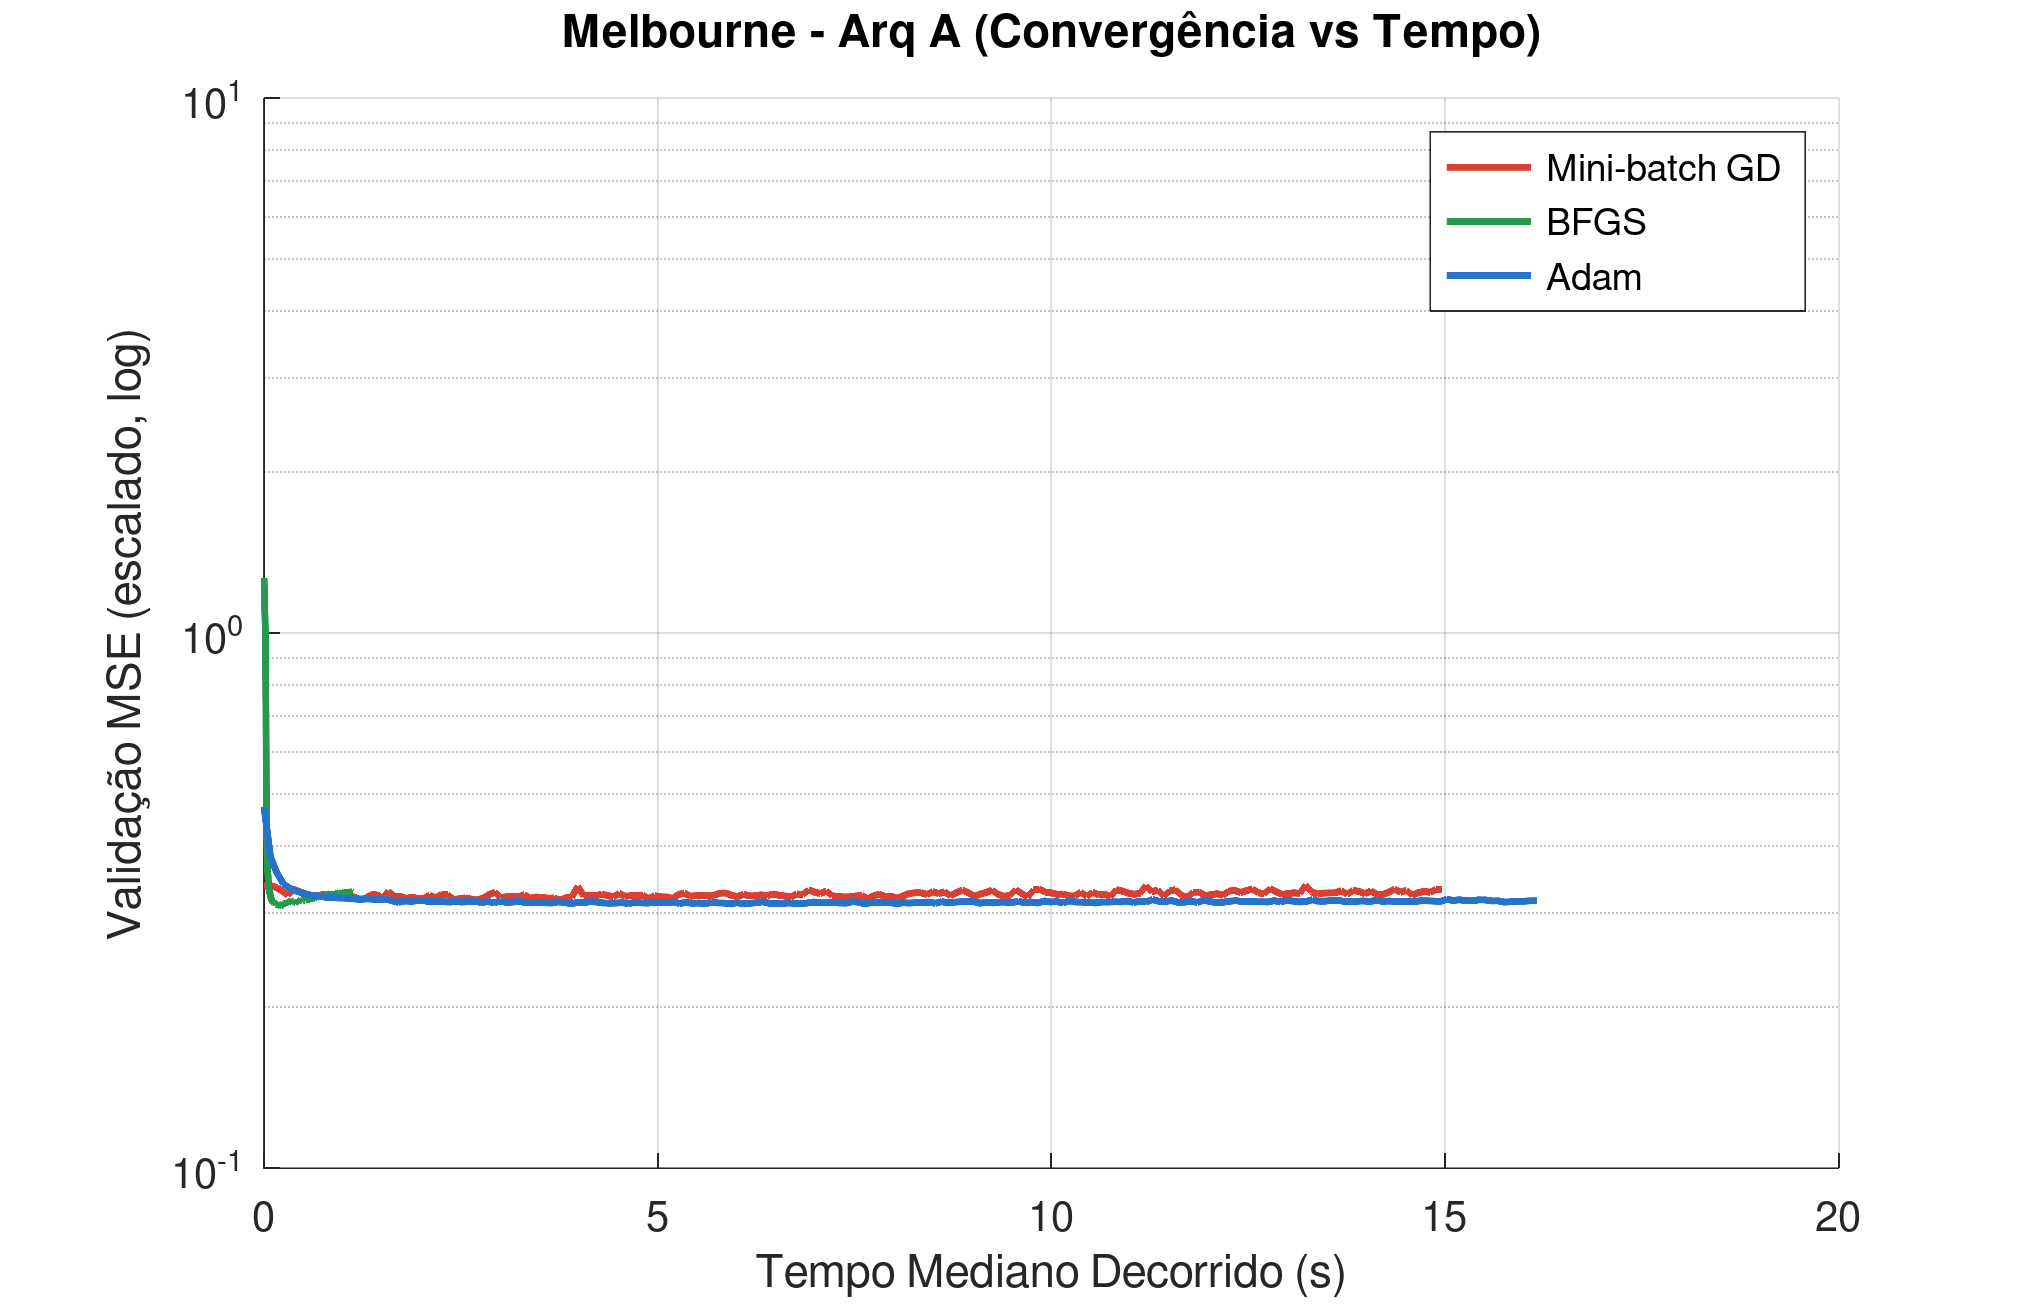 Melbourne - Arq A (Convergência vs Tempo)
10^1
Mini-batch GD
BFGS
Adam
Validação MSE (escalado, log)
10^0
10^-1
0 5 10 15 20
Tempo Mediano Decorrido (s)